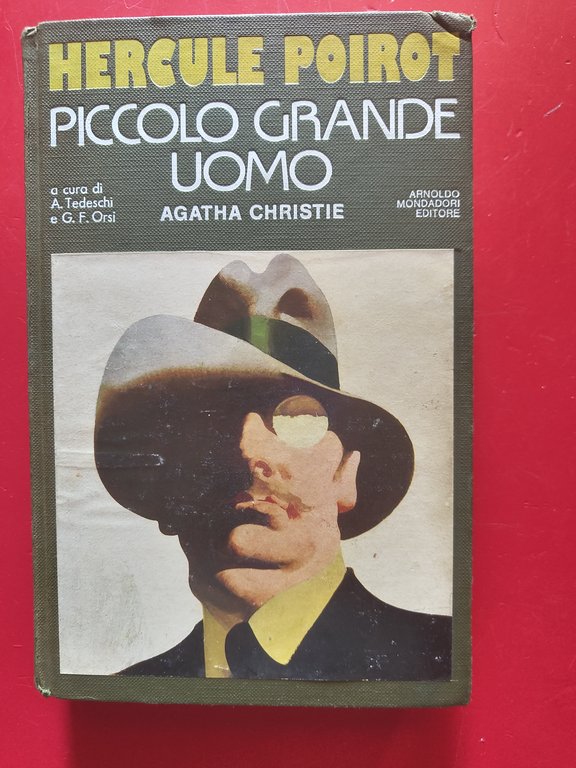 HERCULE POIROT
PICCOLO GRANDE
UOMO
a cura di
A. Tedeschi
e G. F. Orsi
AGATHA CHRISTIE
ARNOLDO
MONDADORI
EDITORE